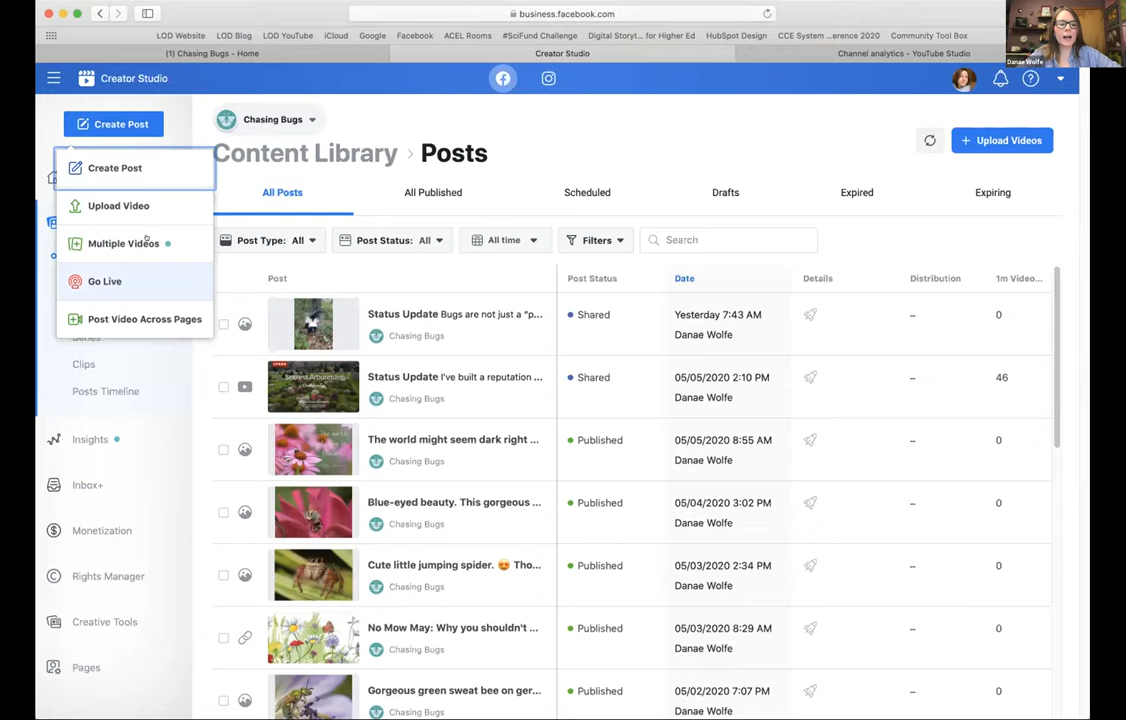 business.facebook.com
LOD Website LOD Blog LOD YouTube iCloud Google Facebook ACEL Rooms #SciFund Challenge Digital Storyt... for Higher Ed HubSpot Design CCE System ...erence 2020 Community Tool Box
(1) Chasing Bugs - Home Creator Studio Channel analytics - YouTube Studio
Danae Wolfe
Creator Studio
Create Post
Chasing Bugs
Content Library › Posts
+ Upload Videos
Create Post
Upload Video
Multiple Videos
Go Live
Post Video Across Pages
All Posts All Published Scheduled Drafts Expired Expiring
Post Type: All Post Status: All All time Filters Search
Post Post Status Date Details Distribution 1m Video...
Status Update Bugs are not just a "p... Shared Yesterday 7:43 AM -- 0
Chasing Bugs Danae Wolfe
Status Update I've built a reputation ... Shared 05/05/2020 2:10 PM -- 46
Chasing Bugs Danae Wolfe
The world might seem dark right ... Published 05/05/2020 8:55 AM -- 0
Chasing Bugs Danae Wolfe
Blue-eyed beauty. This gorgeous ... Published 05/04/2020 3:02 PM -- 0
Chasing Bugs Danae Wolfe
Cute little jumping spider. 😍 Tho... Published 05/03/2020 2:34 PM -- 0
Chasing Bugs Danae Wolfe
No Mow May: Why you shouldn't ... Published 05/03/2020 8:29 AM -- 0
Chasing Bugs Danae Wolfe
Gorgeous green sweat bee on ger... Published 05/02/2020 7:07 PM -- 0
Chasing Bugs Danae Wolfe
Series
Clips
Posts Timeline
Insights
Inbox+
Monetization
Rights Manager
Creative Tools
Pages